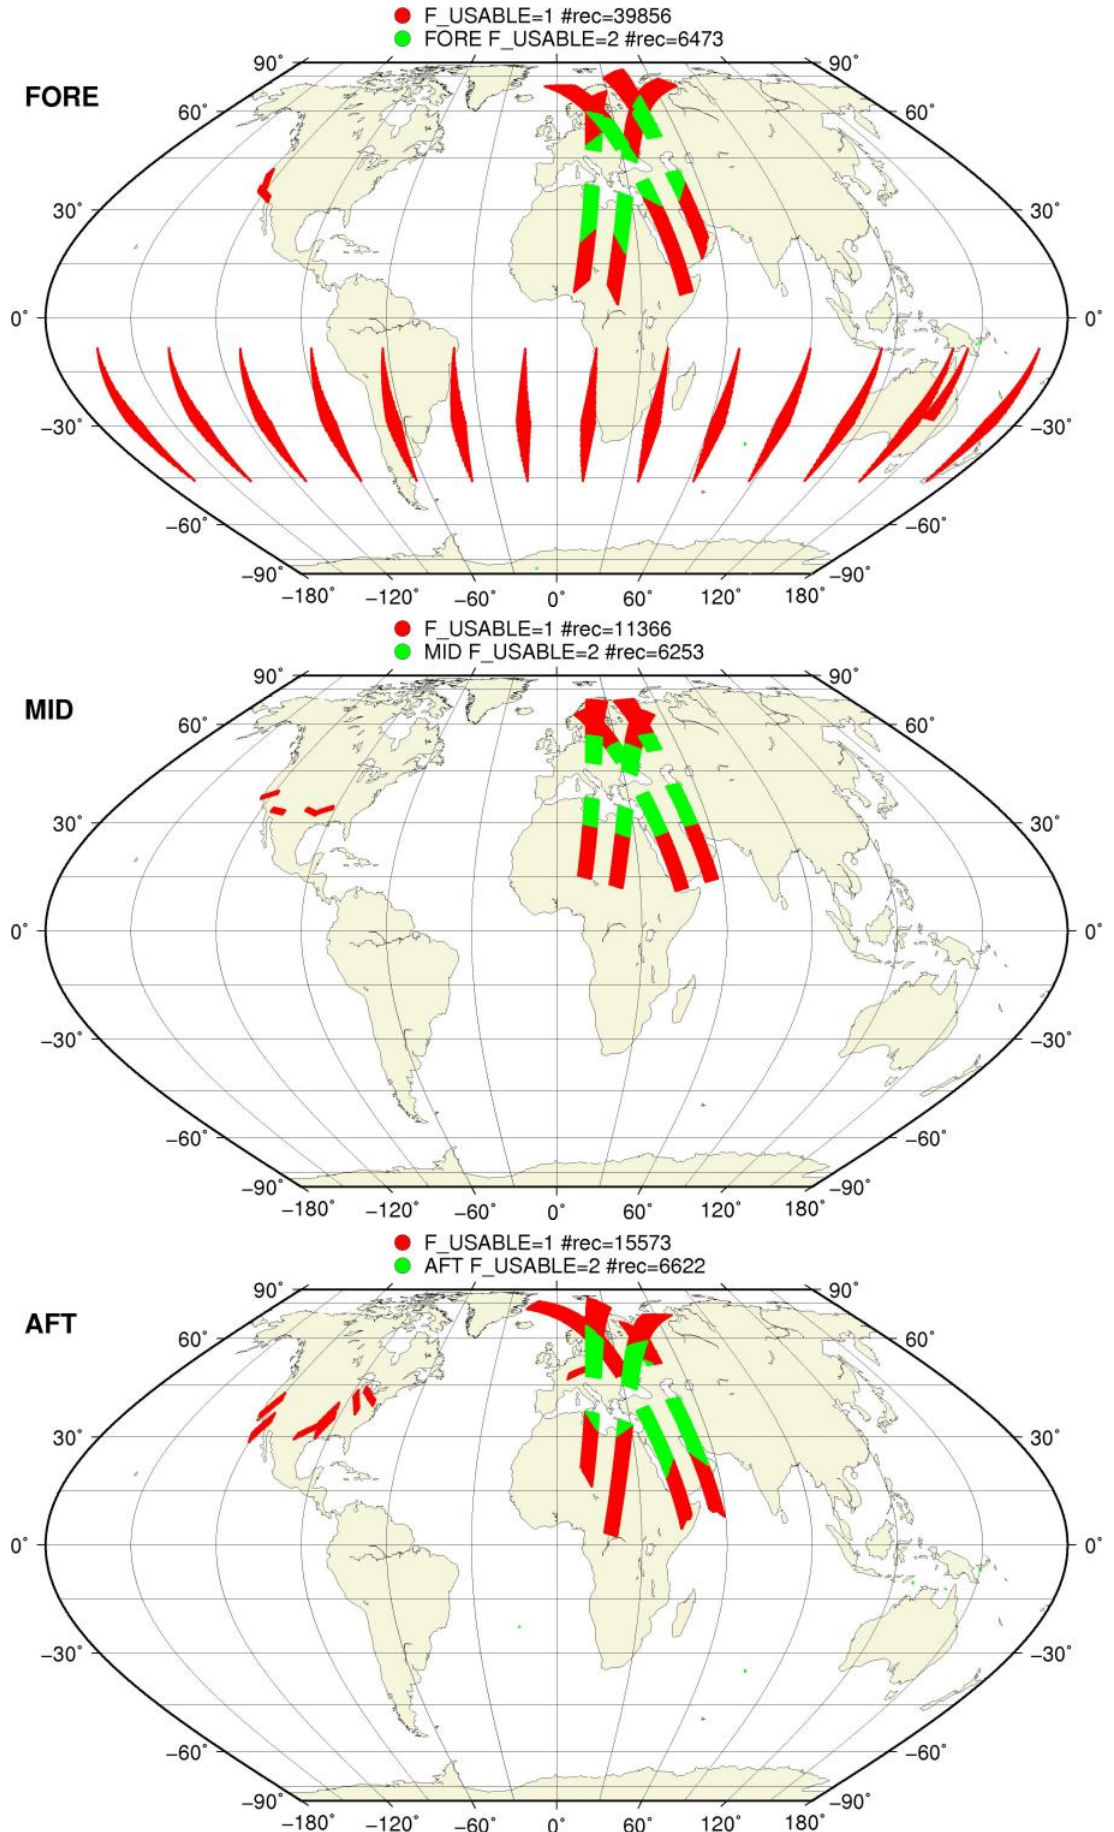 F_USABLE=1 #rec=39856
FORE F_USABLE=2 #rec=6473
FORE
90° 90°
60° 60°
30° 30°
0° 0°
−30° −30°
−60° −60°
−90° −90°
−180° −120° −60° 0° 60° 120° 180°
F_USABLE=1 #rec=11366
MID F_USABLE=2 #rec=6253
MID
90° 90°
60° 60°
30° 30°
0° 0°
−30° −30°
−60° −60°
−90° −90°
−180° −120° −60° 0° 60° 120° 180°
F_USABLE=1 #rec=15573
AFT F_USABLE=2 #rec=6622
AFT
90° 90°
60° 60°
30° 30°
0° 0°
−30° −30°
−60° −60°
−90° −90°
−180° −120° −60° 0° 60° 120° 180°